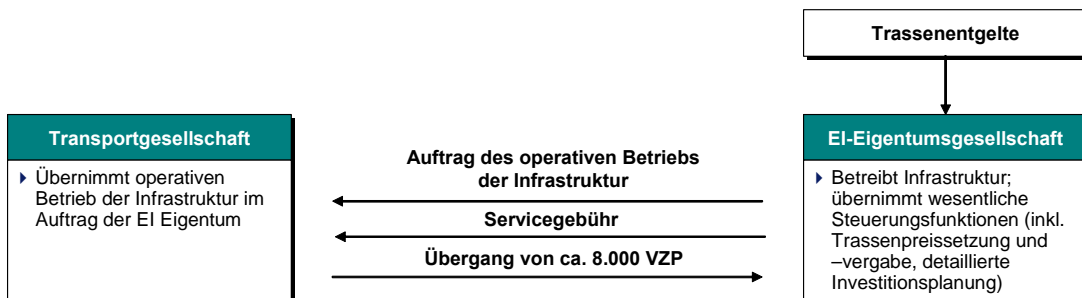 Trassenentgelte
Transportgesellschaft
Übernimmt operativen
Betrieb der Infrastruktur im
Auftrag der EI Eigentum
Auftrag des operativen Betriebs
der Infrastruktur
Servicegebühr
Übergang von ca. 8.000 VZP
EI-Eigentumsgesellschaft
Betreibt Infrastruktur;
übernimmt wesentliche
Steuerungsfunktionen (inkl.
Trassenpreissetzung und
–vergabe, detaillierte
Investitionsplanung)